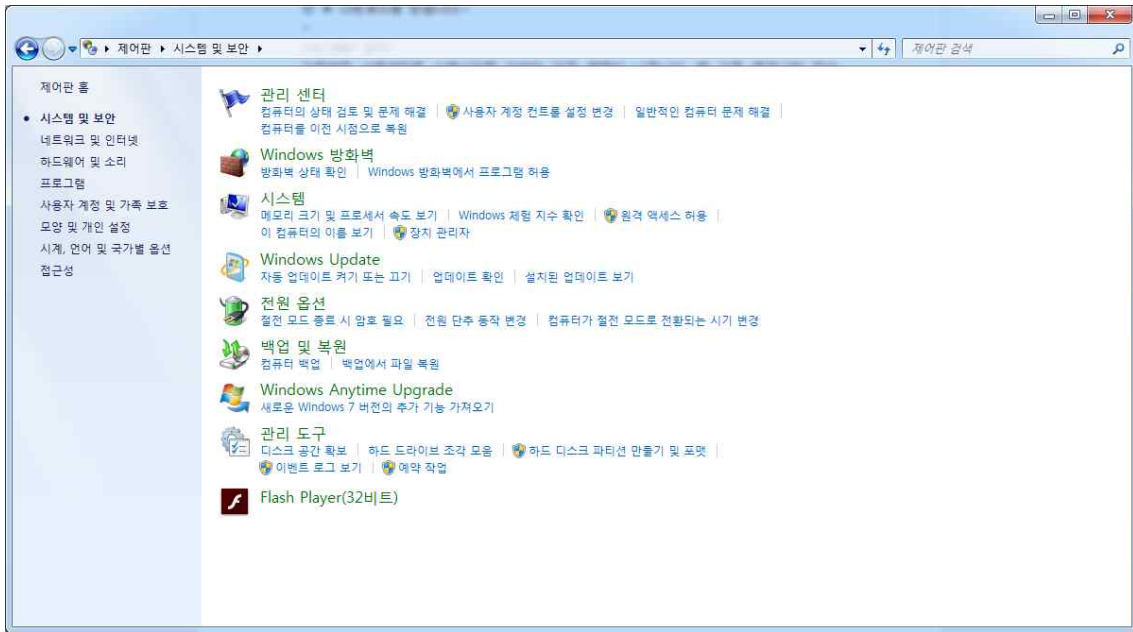 제어판 ▸ 시스템 및 보안 ▸
제어판 검색
제어판 홈
시스템 및 보안
네트워크 및 인터넷
하드웨어 및 소리
프로그램
사용자 계정 및 가족 보호
모양 및 개인 설정
시계, 언어 및 국가별 옵션
접근성
관리 센터
컴퓨터의 상태 검토 및 문제 해결 | 사용자 계정 컨트롤 설정 변경 | 일반적인 컴퓨터 문제 해결 |
컴퓨터를 이전 시점으로 복원
Windows 방화벽
방화벽 상태 확인 | Windows 방화벽에서 프로그램 허용
시스템
메모리 크기 및 프로세서 속도 보기 | Windows 체험 지수 확인 | 원격 액세스 허용 |
이 컴퓨터의 이름 보기 | 장치 관리자
Windows Update
자동 업데이트 켜기 또는 끄기 | 업데이트 확인 | 설치된 업데이트 보기
전원 옵션
절전 모드 종료 시 암호 필요 | 전원 단추 동작 변경 | 컴퓨터가 절전 모드로 전환되는 시기 변경
백업 및 복원
컴퓨터 백업 | 백업에서 파일 복원
Windows Anytime Upgrade
새로운 Windows 7 버전의 추가 기능 가져오기
관리 도구
디스크 공간 확보 | 하드 드라이브 조각 모음 | 하드 디스크 파티션 만들기 및 포맷 |
이벤트 로그 보기 | 예약 작업
Flash Player(32비트)